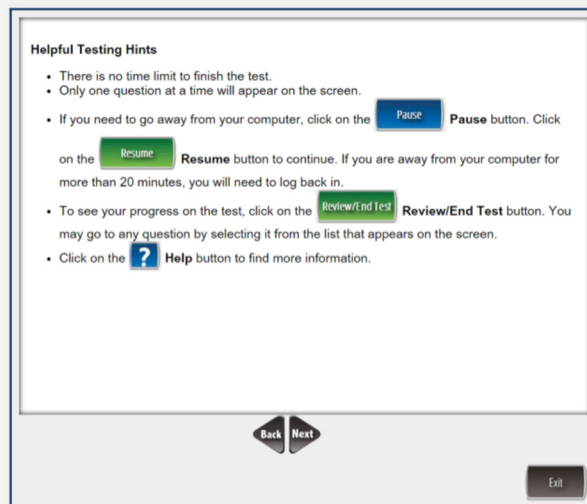 Helpful Testing Hints
• There is no time limit to finish the test.
• Only one question at a time will appear on the screen.
• If you need to go away from your computer, click on the Pause Pause button. Click
on the Resume Resume button to continue. If you are away from your computer for
more than 20 minutes, you will need to log back in.
• To see your progress on the test, click on the Review/End Test Review/End Test button. You
may go to any question by selecting it from the list that appears on the screen.
• Click on the ? Help button to find more information.
Back Next
Exit